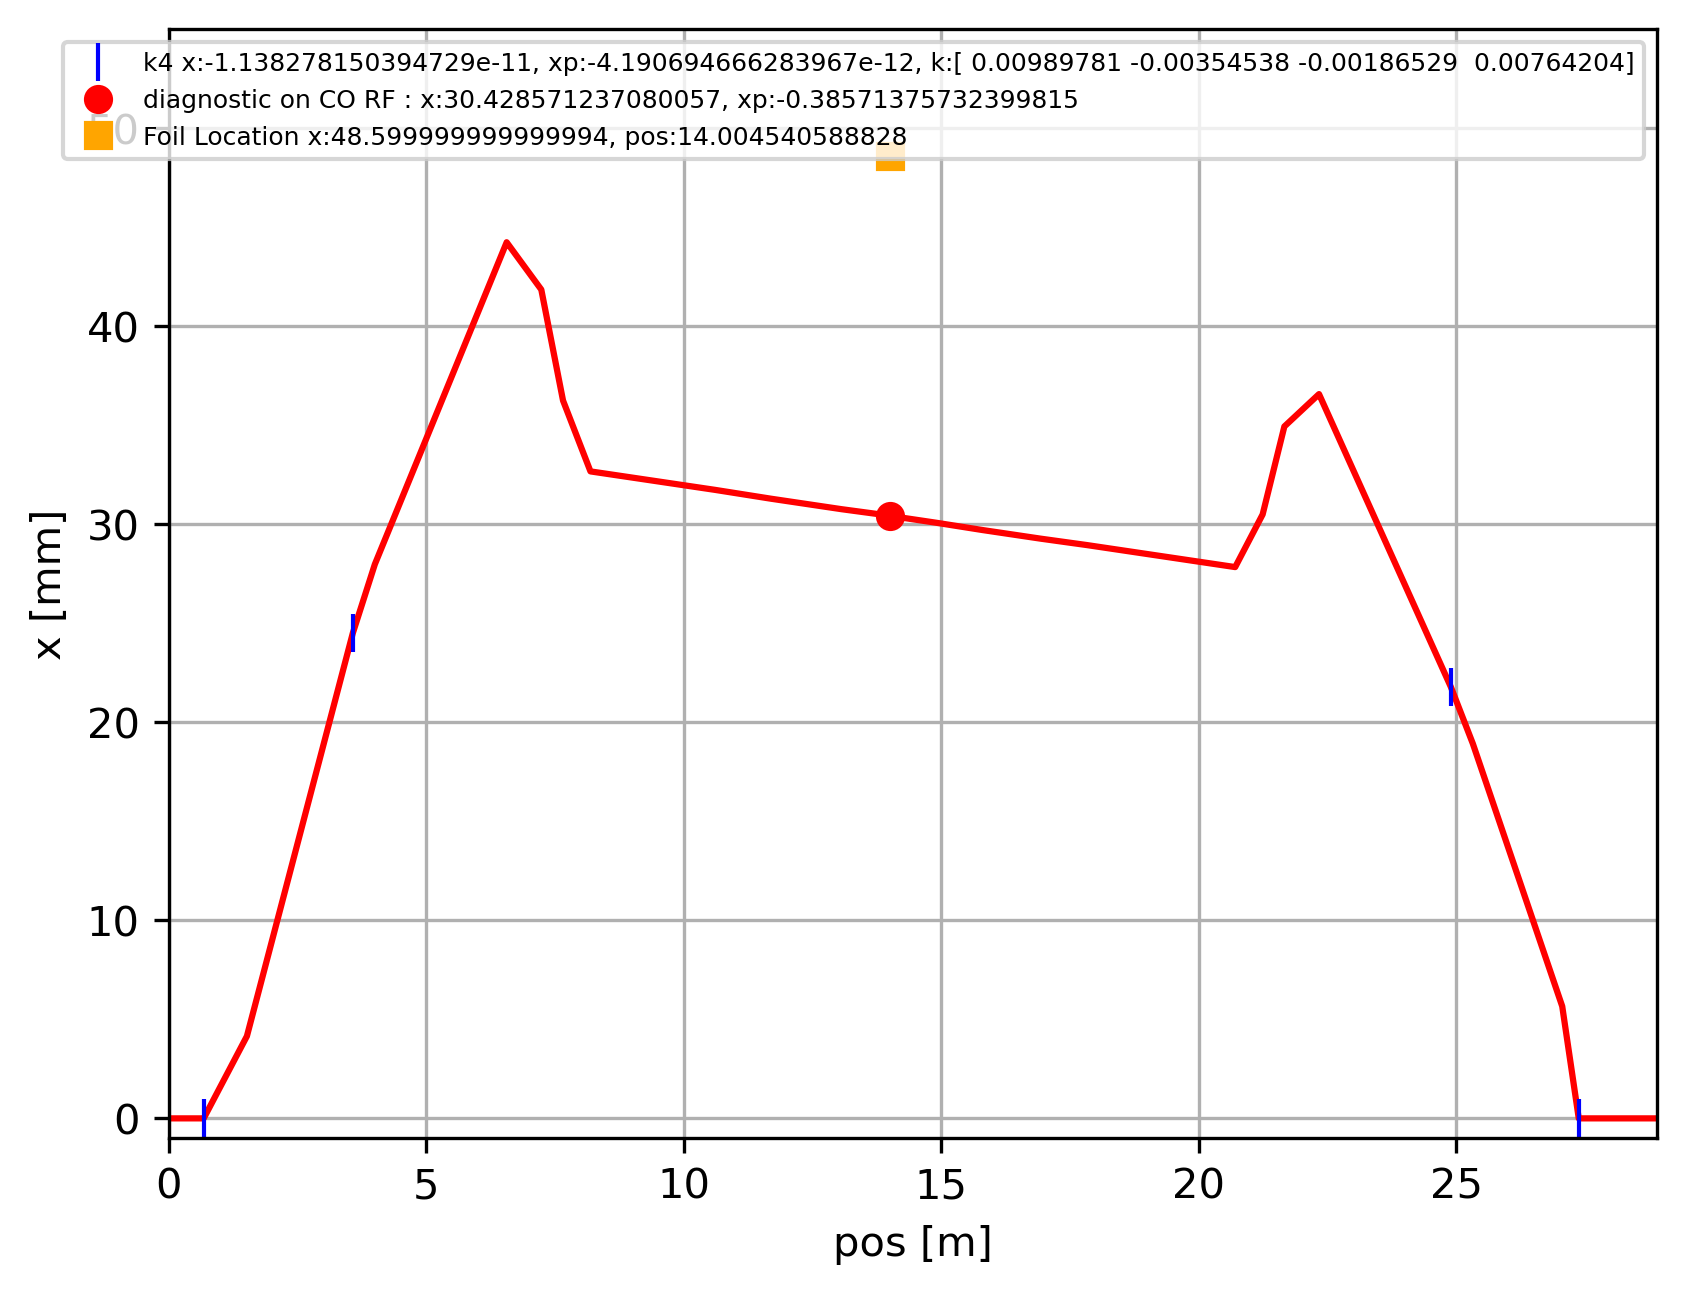 k4 x:-1.138278150394729e-11, xp:-4.190694666283967e-12, k:[ 0.00989781 -0.00354538 -0.00186529  0.00764204]
diagnostic on CO RF : x:30.428571237080057, xp:-0.38571375732399815
Foil Location x:48.599999999999994, pos:14.004540588828
50
40
30
20
10
0
x [mm]
0 5 10 15 20 25
pos [m]